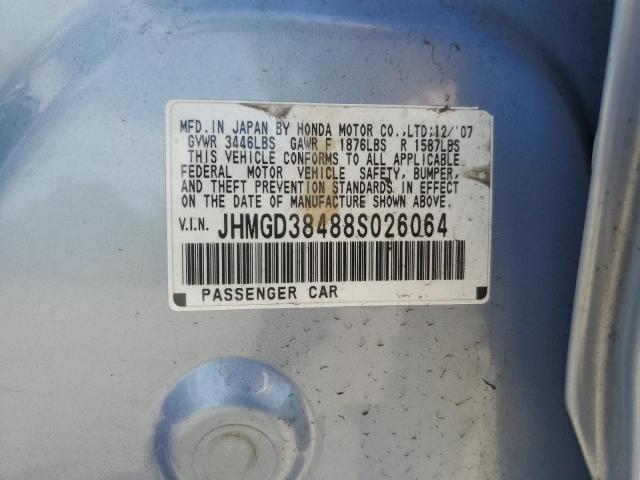 MFD. IN JAPAN BY HONDA MOTOR CO.,LTD:12/'07
GVWR 3446LBS GAWR F 1876LBS R 1587LBS
THIS VEHICLE CONFORMS TO ALL APPLICABLE
FEDERAL MOTOR VEHICLE SAFETY, BUMPER,
AND THEFT PREVENTION STANDARDS IN EFFECT
ON THE DATE OF MANUFACTURE SHOWN ABOVE.
V.I.N. JHMGD38488S026064
PASSENGER CAR